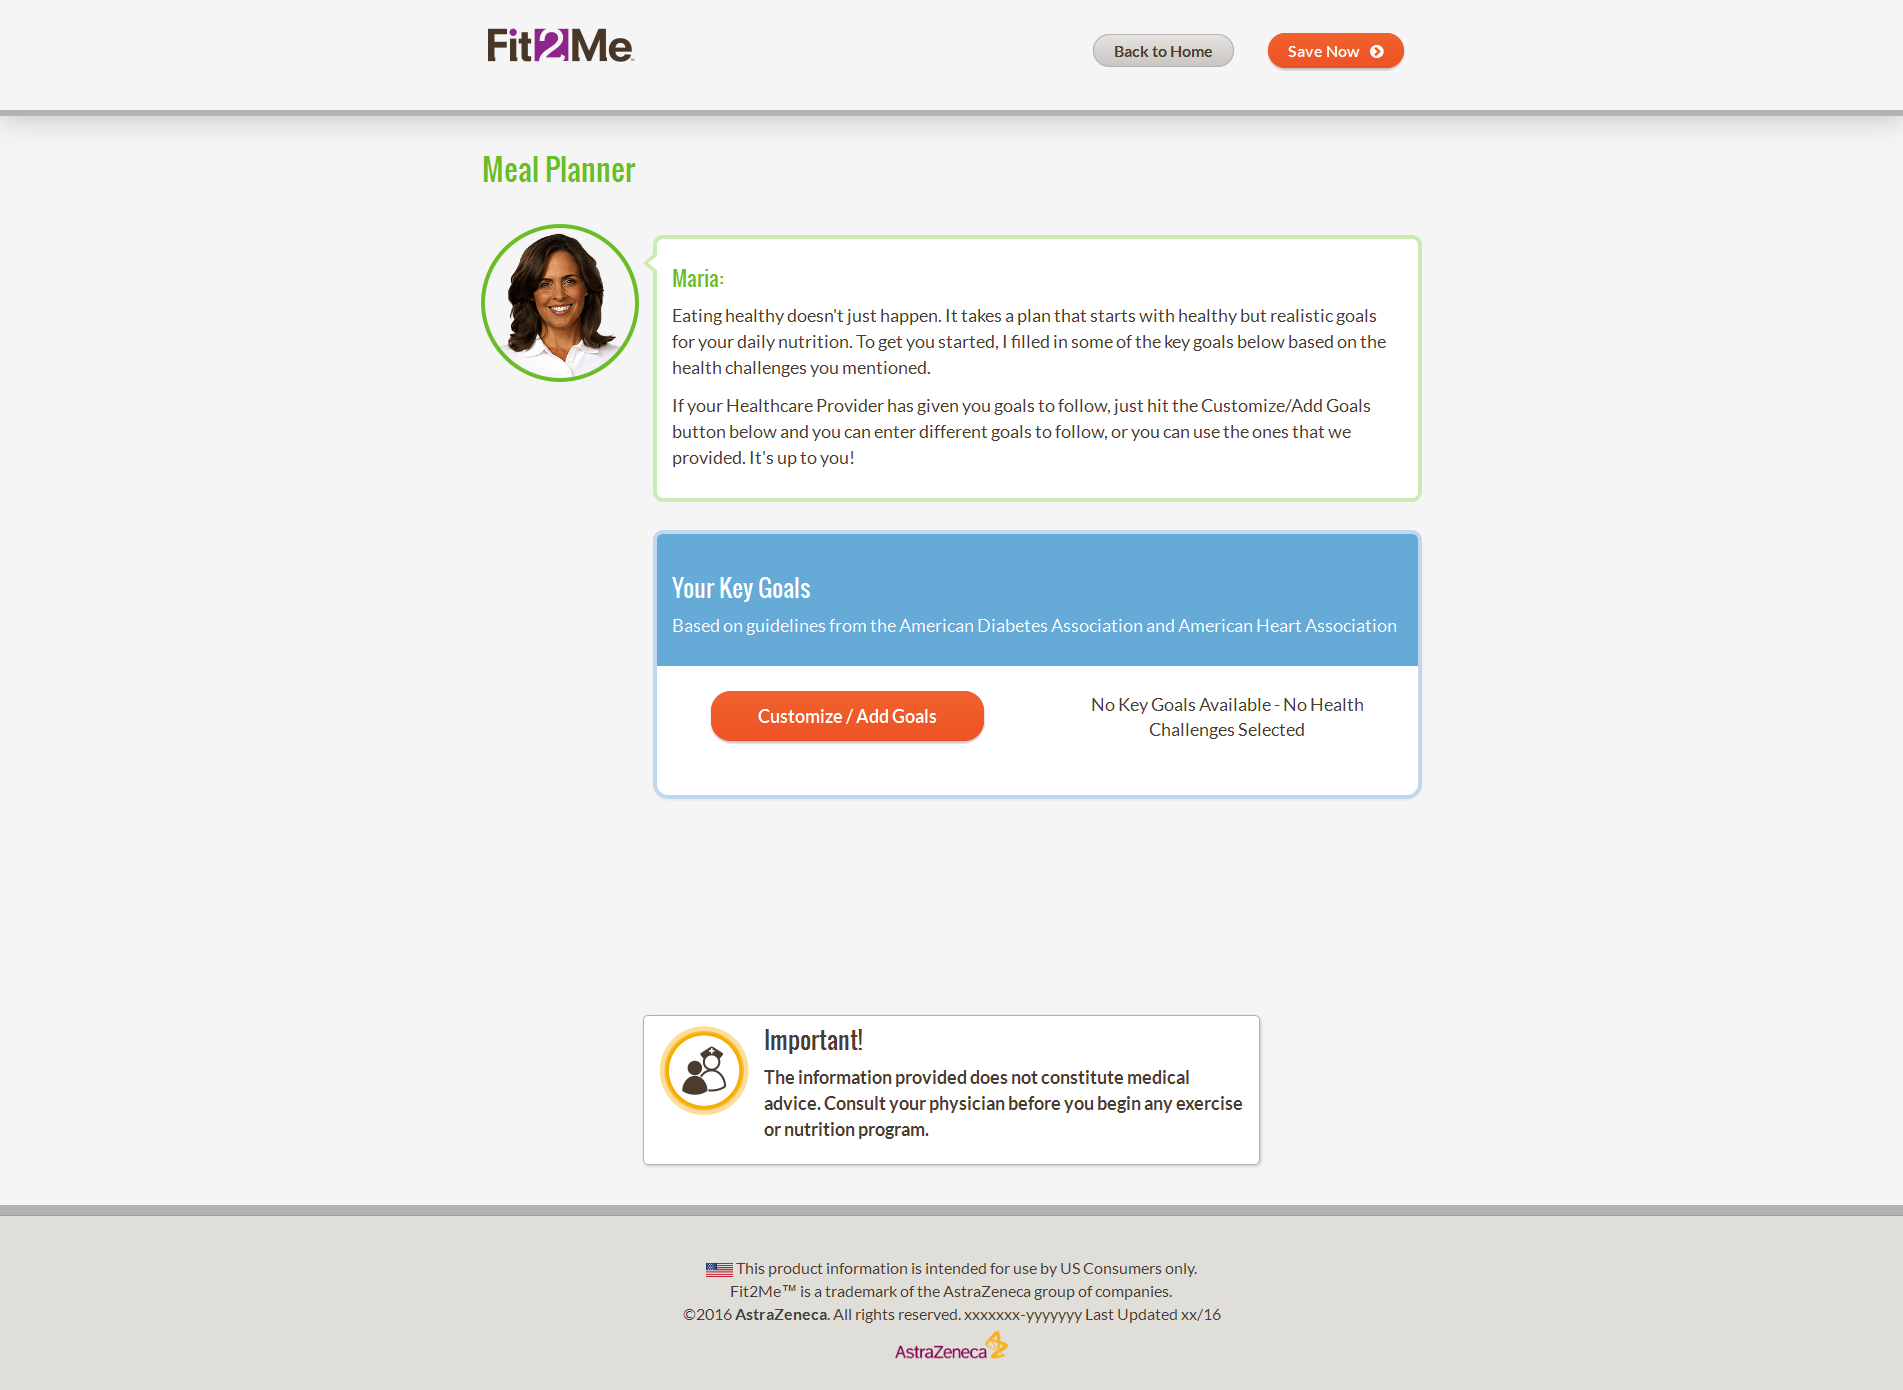 Fit2Me
Back to Home
Save Now
Meal Planner
Maria:
Eating healthy doesn't just happen. It takes a plan that starts with healthy but realistic goals
for your daily nutrition. To get you started, I filled in some of the key goals below based on the
health challenges you mentioned.
If your Healthcare Provider has given you goals to follow, just hit the Customize/Add Goals
button below and you can enter different goals to follow, or you can use the ones that we
provided. It's up to you!
Your Key Goals
Based on guidelines from the American Diabetes Association and American Heart Association
Customize / Add Goals
No Key Goals Available - No Health
Challenges Selected
Important!
The information provided does not constitute medical
advice. Consult your physician before you begin any exercise
or nutrition program.
This product information is intended for use by US Consumers only.
Fit2Me™ is a trademark of the AstraZeneca group of companies.
©2016 AstraZeneca. All rights reserved. xxxxxxx-yyyyyyy Last Updated xx/16
AstraZeneca